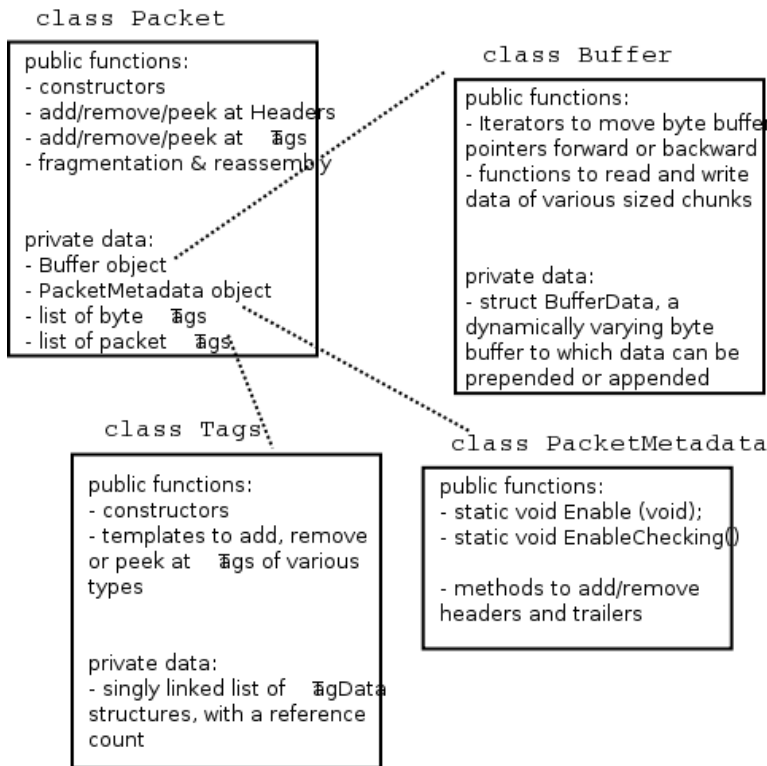 class Packet
public functions:
- constructors
- add/remove/peek at Headers
- add/remove/peek at Tags
- fragmentation & reassembly
private data:
- Buffer object
- PacketMetadata object
- list of byte Tags
- list of packet Tags
class Buffer
public functions:
- Iterators to move byte buffer
pointers forward or backward
- functions to read and write
data of various sized chunks
private data:
- struct BufferData, a
dynamically varying byte
buffer to which data can be
prepended or appended
class Tags
public functions:
- constructors
- templates to add, remove
or peek at Tags of various
types
private data:
- singly linked list of TagData
structures, with a reference
count
class PacketMetadata
public functions:
- static void Enable (void);
- static void EnableChecking()
- methods to add/remove
headers and trailers